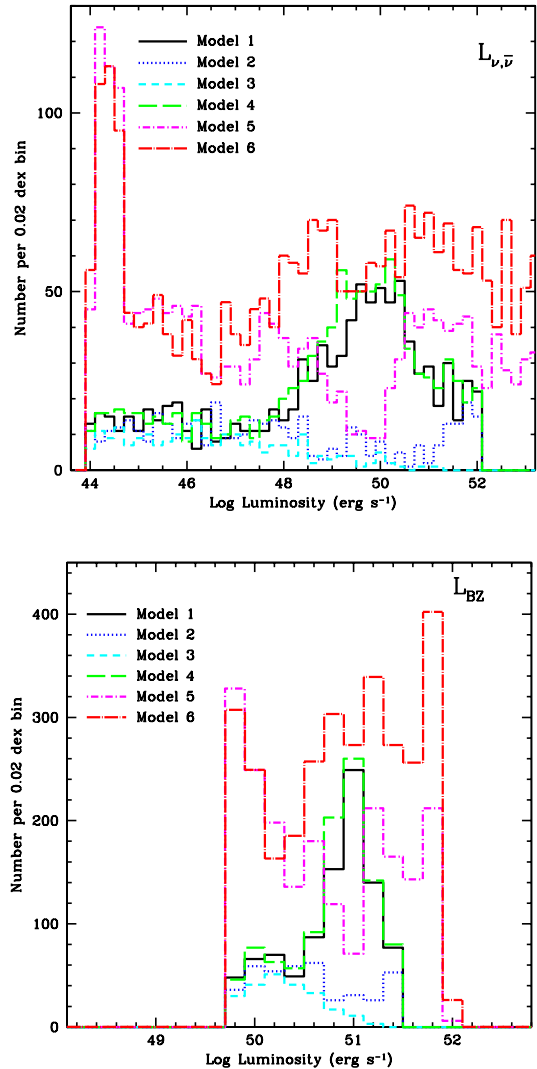 Model 1
Model 2
Model 3
Model 4
Model 5
Model 6
L_{ν,ν̄}
100
50
0
Number per 0.02 dex bin
44 46 48 50 52
Log Luminosity (erg s⁻¹)
Model 1
Model 2
Model 3
Model 4
Model 5
Model 6
L_{BZ}
400
300
200
100
0
Number per 0.02 dex bin
49 50 51 52
Log Luminosity (erg s⁻¹)